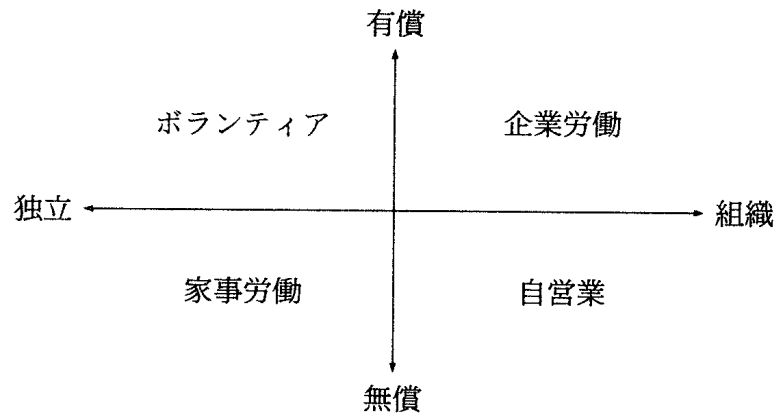 有償
ボランティア
企業労働
独立
組織
家事労働
自営業
無償